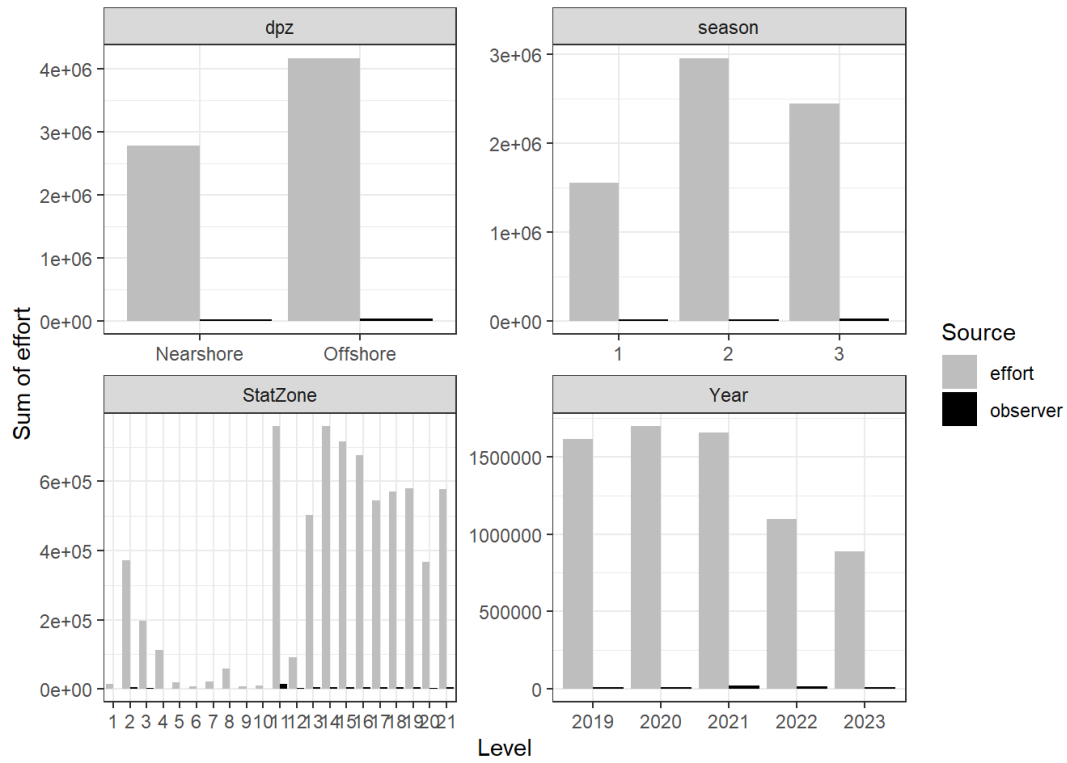 dpz
season
4e+06
3e+06
2e+06
1e+06
0e+00
Nearshore
Offshore
3e+06
2e+06
1e+06
0e+00
1 2 3
Sum of effort
StatZone
Year
6e+05
4e+05
2e+05
0e+00
1 2 3 4 5 6 7 8 9 10 11 12 13 14 15 16 17 18 19 20 21
1500000
1000000
500000
0
2019 2020 2021 2022 2023
Level
Source
effort
observer